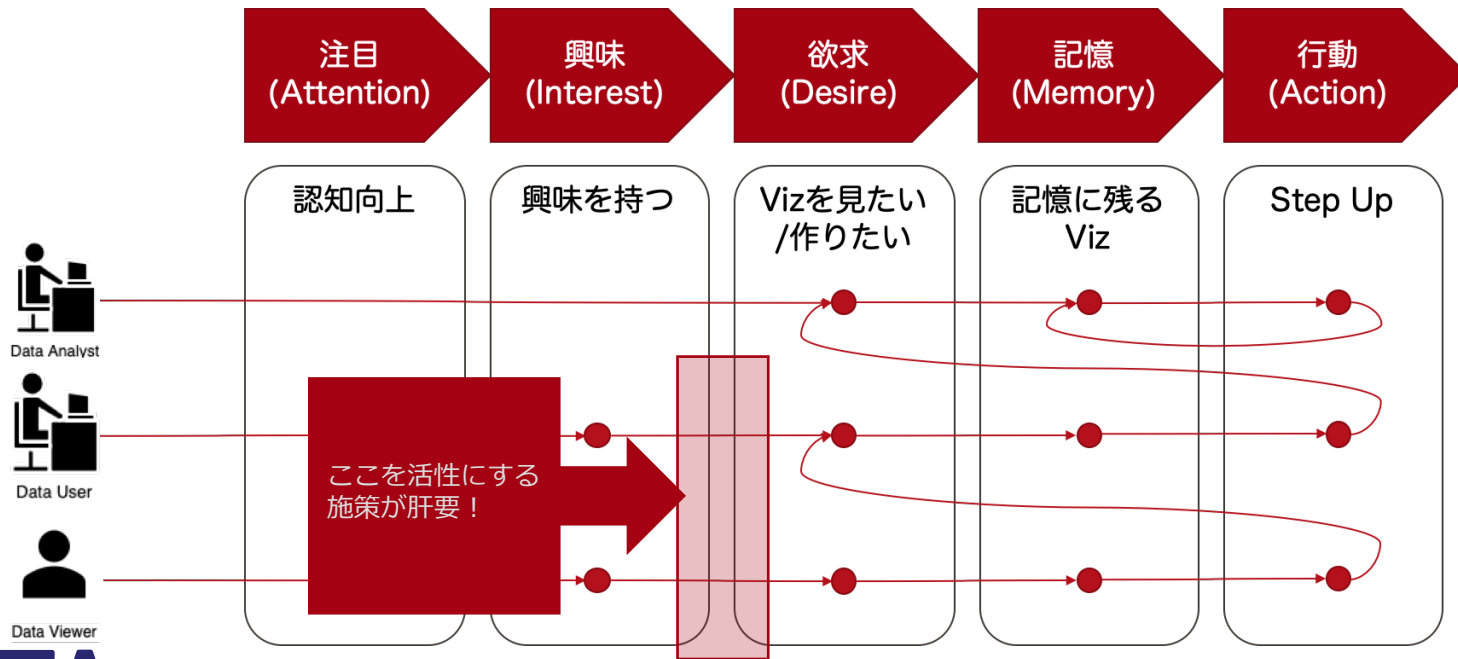 注目
(Attention)
興味
(Interest)
欲求
(Desire)
記憶
(Memory)
行動
(Action)
認知向上
興味を持つ
Vizを見たい
/作りたい
記憶に残る
Viz
Step Up
Data Analyst
Data User
ここを活性にする
施策が肝要！
Data Viewer